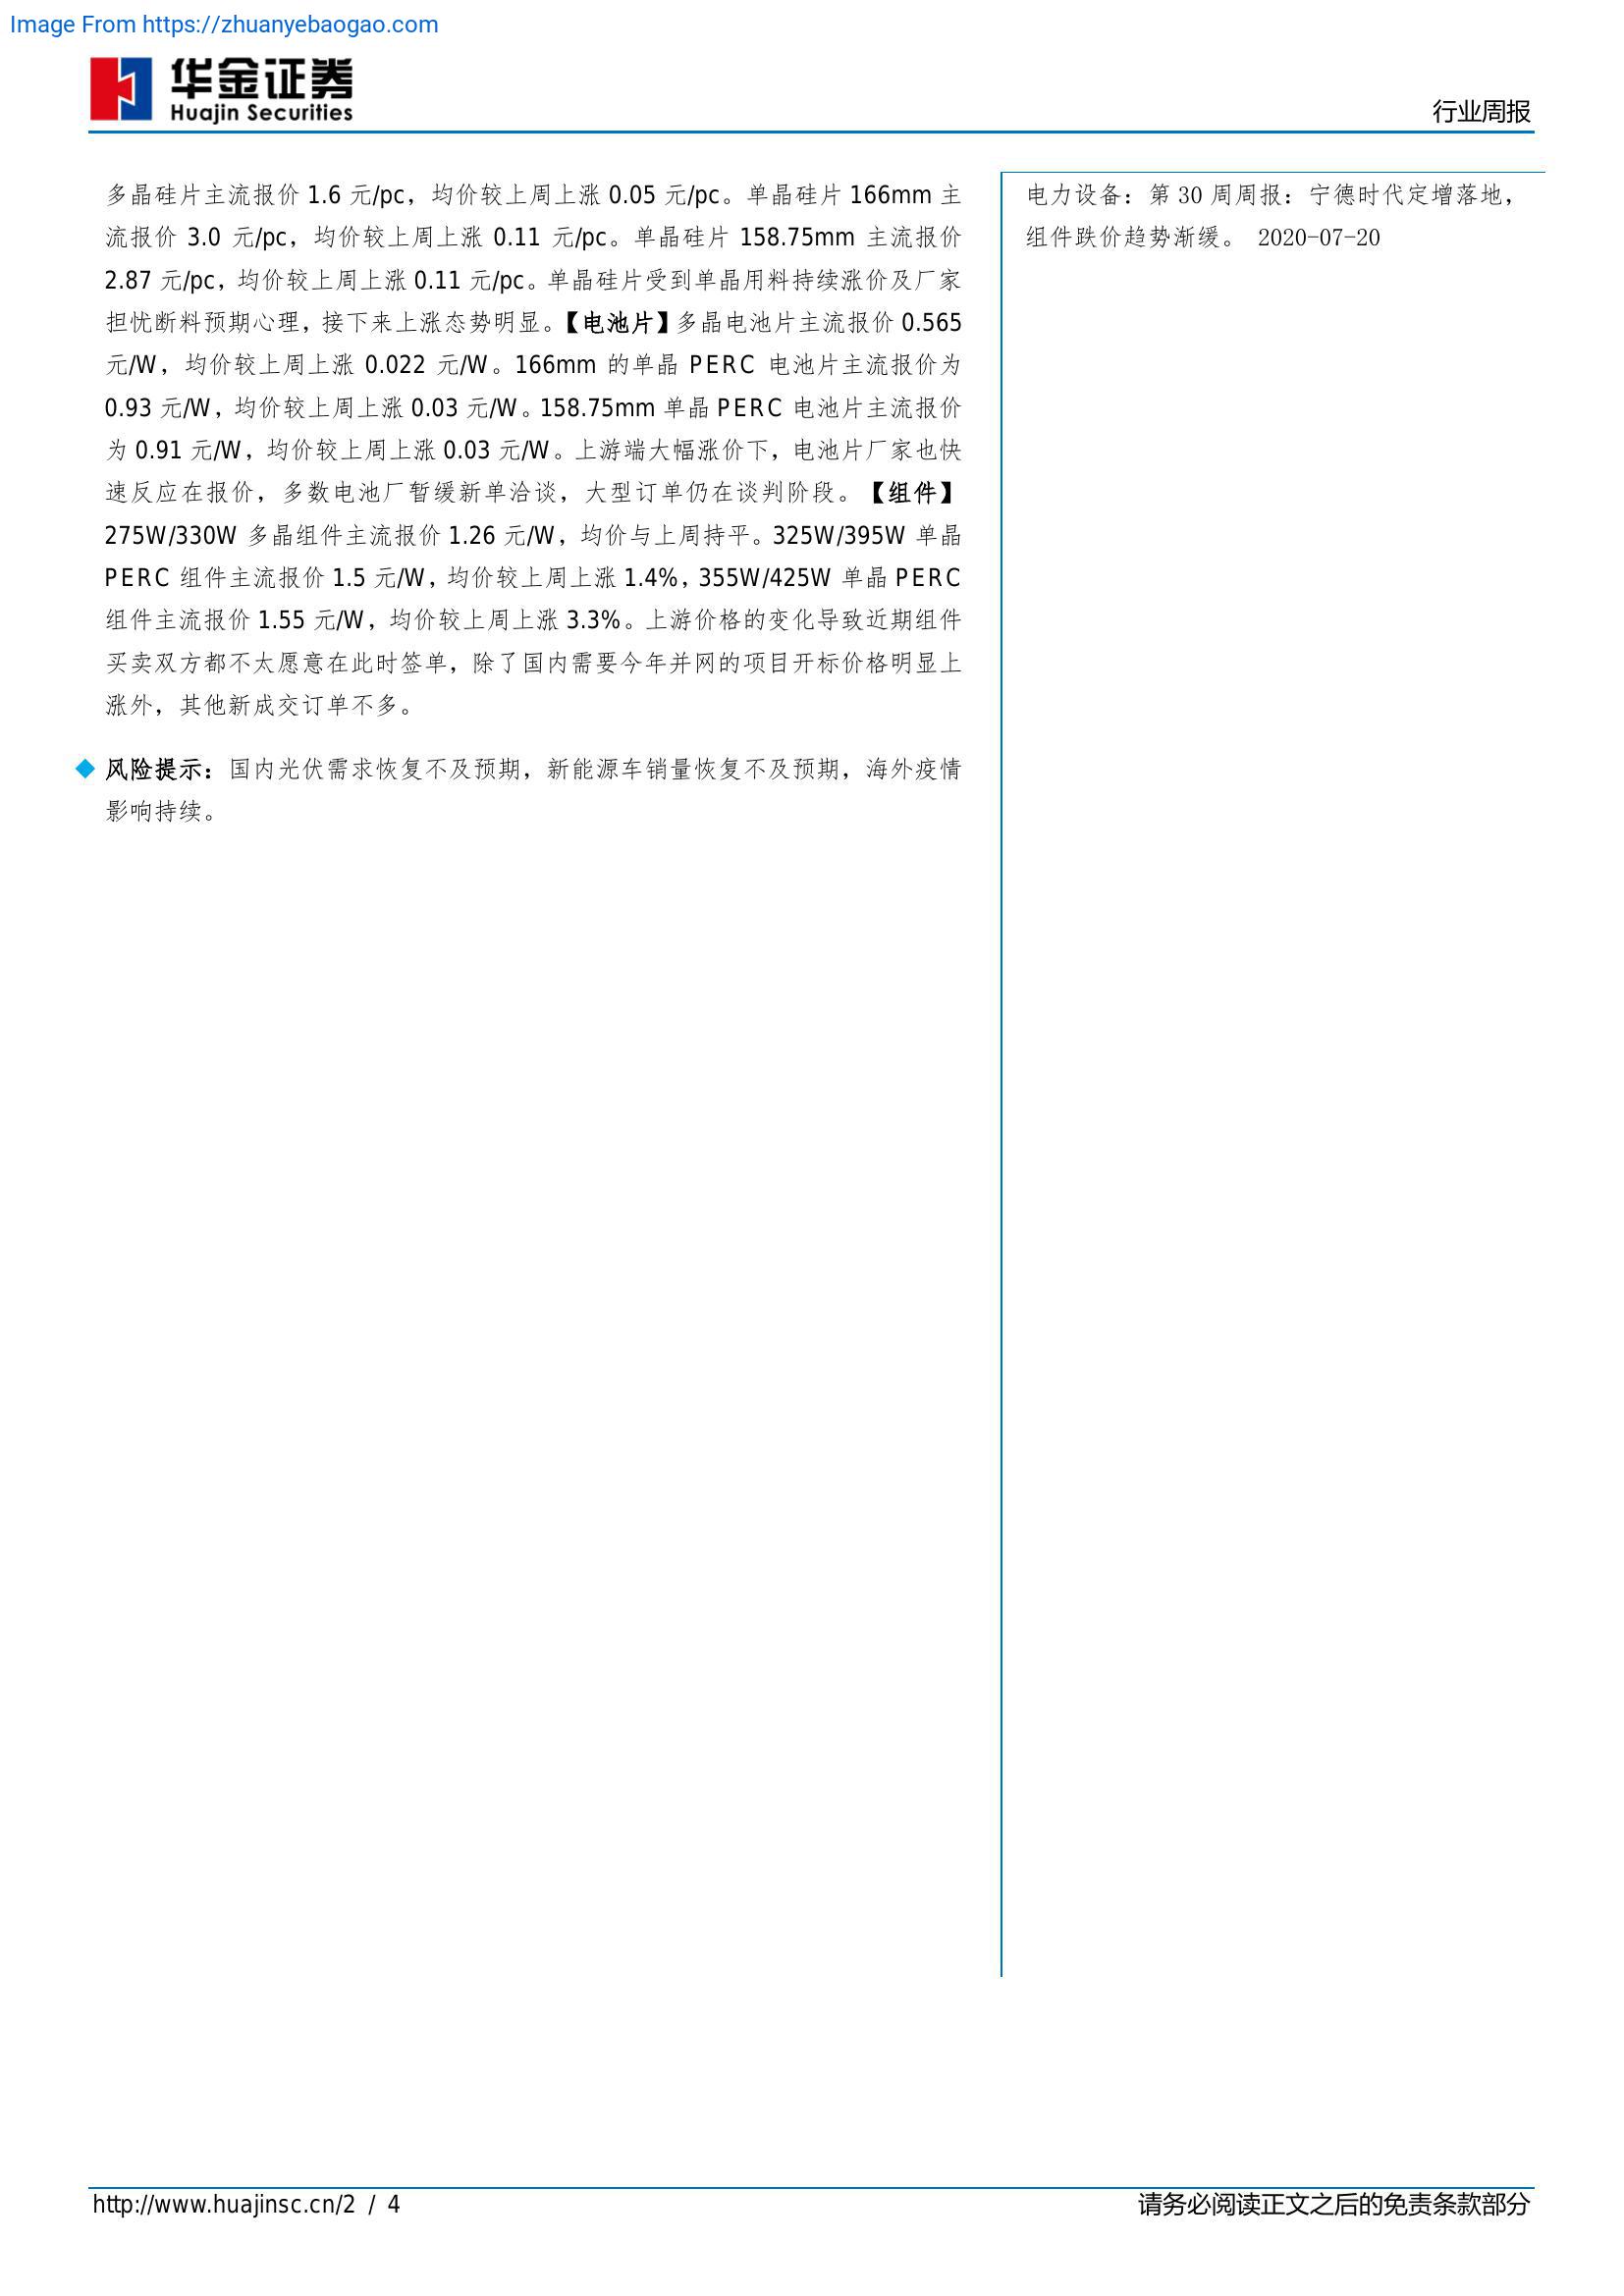 Image From https://zhuanyebaogao.com
华金证券
Huajin Securities
行业周报
多晶硅片主流报价 1.6 元/pc，均价较上周上涨 0.05 元/pc。单晶硅片 166mm 主
流报价 3.0 元/pc，均价较上周上涨 0.11 元/pc。单晶硅片 158.75mm 主流报价
2.87 元/pc，均价较上周上涨 0.11 元/pc。单晶硅片受到单晶用料持续涨价及厂家
担忧断料预期心理，接下来上涨态势明显。【电池片】多晶电池片主流报价 0.565
元/W，均价较上周上涨 0.022 元/W。166mm 的单晶 PERC 电池片主流报价为
0.93 元/W，均价较上周上涨 0.03 元/W。158.75mm 单晶 PERC 电池片主流报价
为 0.91 元/W，均价较上周上涨 0.03 元/W。上游端大幅涨价下，电池片厂家也快
速反应在报价，多数电池厂暂缓新单洽谈，大型订单仍在谈判阶段。【组件】
275W/330W 多晶组件主流报价 1.26 元/W，均价与上周持平。325W/395W 单晶
PERC 组件主流报价 1.5 元/W，均价较上周上涨 1.4%，355W/425W 单晶 PERC
组件主流报价 1.55 元/W，均价较上周上涨 3.3%。上游价格的变化导致近期组件
买卖双方都不太愿意在此时签单，除了国内需要今年并网的项目开标价格明显上
涨外，其他新成交订单不多。
◆ 风险提示：国内光伏需求恢复不及预期，新能源车销量恢复不及预期，海外疫情
影响持续。
电力设备：第 30 周周报：宁德时代定增落地，
组件跌价趋势渐缓。 2020-07-20
http://www.huajinsc.cn/2 / 4
请务必阅读正文之后的免责条款部分